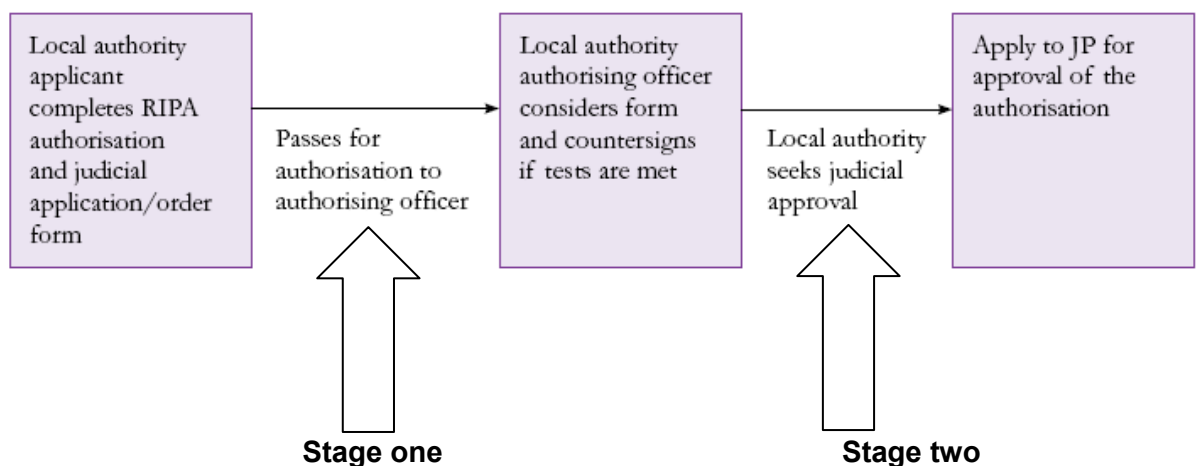 Local authority
applicant
completes RIPA
authorisation
and judicial
application/order
form
Passes for
authorisation to
authorising officer
Local authority
authorising officer
considers form
and countersigns
if tests are met
Local authority
seeks judicial
approval
Apply to JP for
approval of the
authorisation
Stage one
Stage two